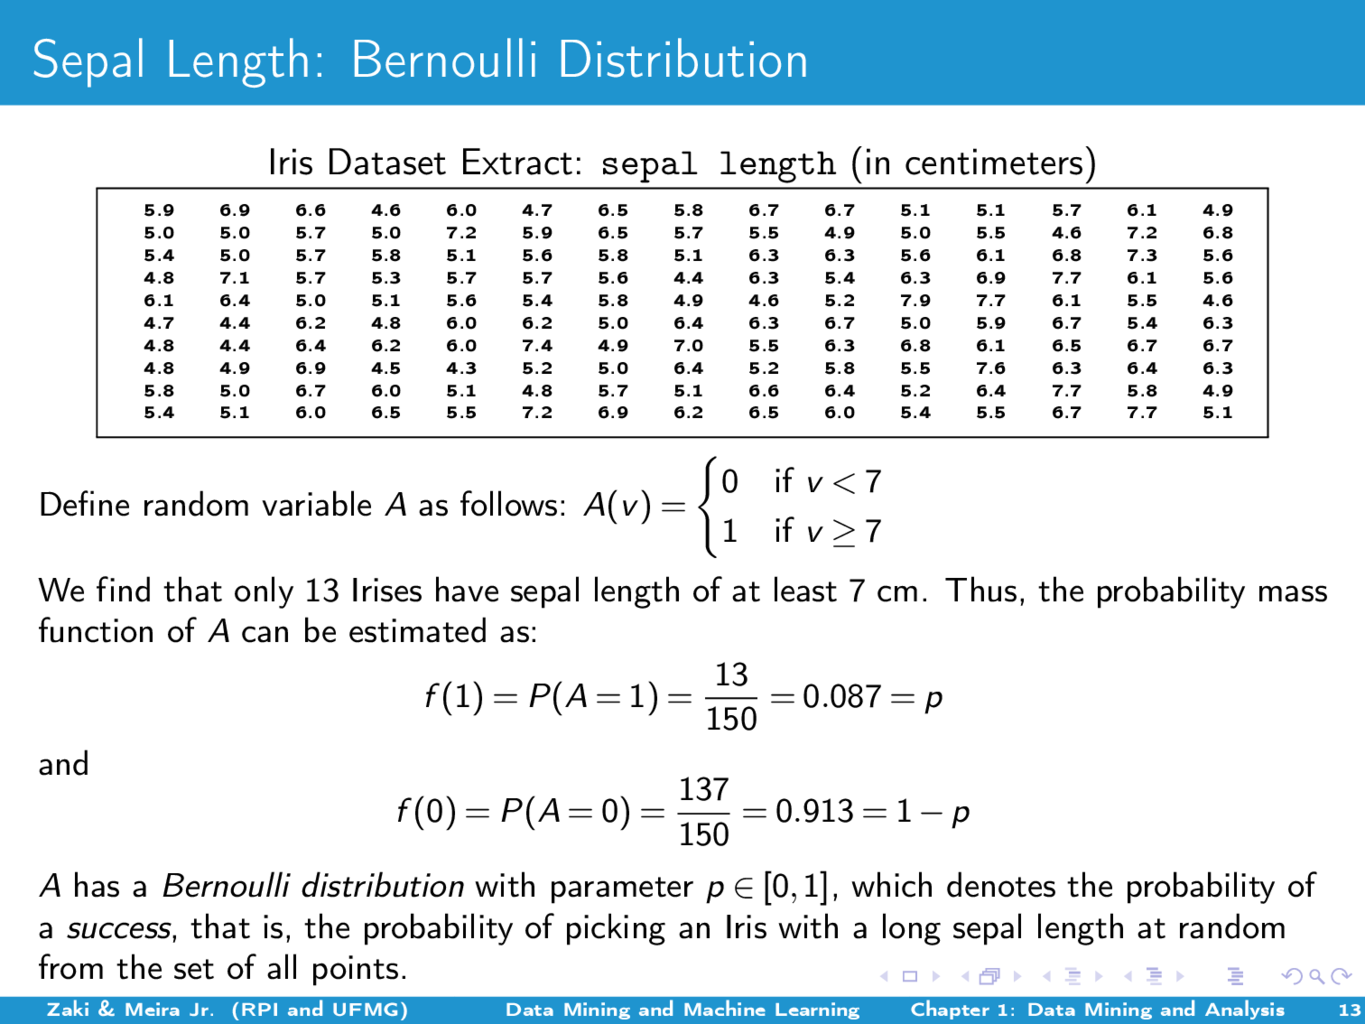 Sepal Length: Bernoulli Distribution
Iris Dataset Extract: sepal length (in centimeters)
5.9 6.9 6.6 4.6 6.0 4.7 6.5 5.8 6.7 6.7 5.1 5.1 5.7 6.1 4.9
5.0 5.0 5.7 5.0 7.2 5.9 6.5 5.7 5.5 4.9 5.0 5.5 4.6 7.2 6.8
5.4 5.0 5.7 5.8 5.1 5.6 5.8 5.1 6.3 6.3 5.6 6.1 6.8 7.3 5.6
4.8 7.1 5.7 5.3 5.7 5.7 5.6 4.4 6.3 5.4 6.3 6.9 7.7 6.1 5.6
6.1 6.4 5.0 5.1 5.6 5.4 5.8 4.9 4.6 5.2 7.9 7.7 6.1 5.5 4.6
4.7 4.4 6.2 4.8 6.0 6.2 5.0 6.4 6.3 6.7 5.0 5.9 6.7 5.4 6.3
4.8 4.4 6.4 6.2 6.0 7.4 4.9 7.0 5.5 6.3 6.8 6.1 6.5 6.7 6.7
4.8 4.9 6.9 4.5 4.3 5.2 5.0 6.4 5.2 5.8 5.5 7.6 6.3 6.4 6.3
5.8 5.0 6.7 6.0 5.1 4.8 5.7 5.1 6.6 6.4 5.2 6.4 7.7 5.8 4.9
5.4 5.1 6.0 6.5 5.5 7.2 6.9 6.2 6.5 6.0 5.4 5.5 6.7 7.7 5.1
Define random variable A as follows: A(v) = { 0 if v < 7
1 if v ≥ 7
We find that only 13 Irises have sepal length of at least 7 cm. Thus, the probability mass
function of A can be estimated as:
f(1) = P(A = 1) = 13/150 = 0.087 = p
and
f(0) = P(A = 0) = 137/150 = 0.913 = 1 − p
A has a Bernoulli distribution with parameter p ∈ [0, 1], which denotes the probability of
a success, that is, the probability of picking an Iris with a long sepal length at random
from the set of all points.
Zaki & Meira Jr. (RPI and UFMG) Data Mining and Machine Learning Chapter 1: Data Mining and Analysis 13